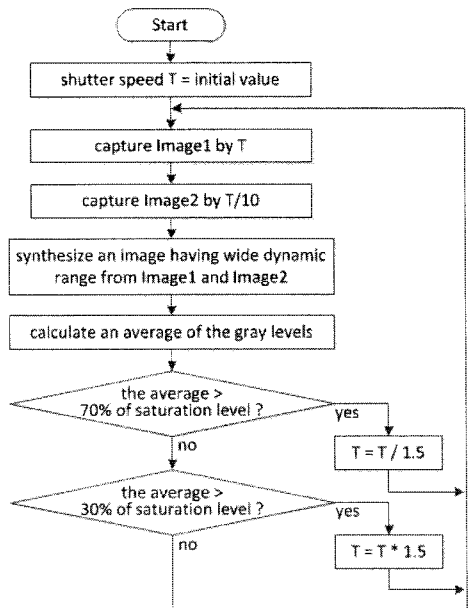 Start
shutter speed T = initial value
capture Image1 by T
capture Image2 by T/10
synthesize an image having wide dynamic
range from Image1 and Image2
calculate an average of the gray levels
the average >
70% of saturation level ?
yes
no
T = T / 1.5
the average >
30% of saturation level ?
yes
no
T = T * 1.5